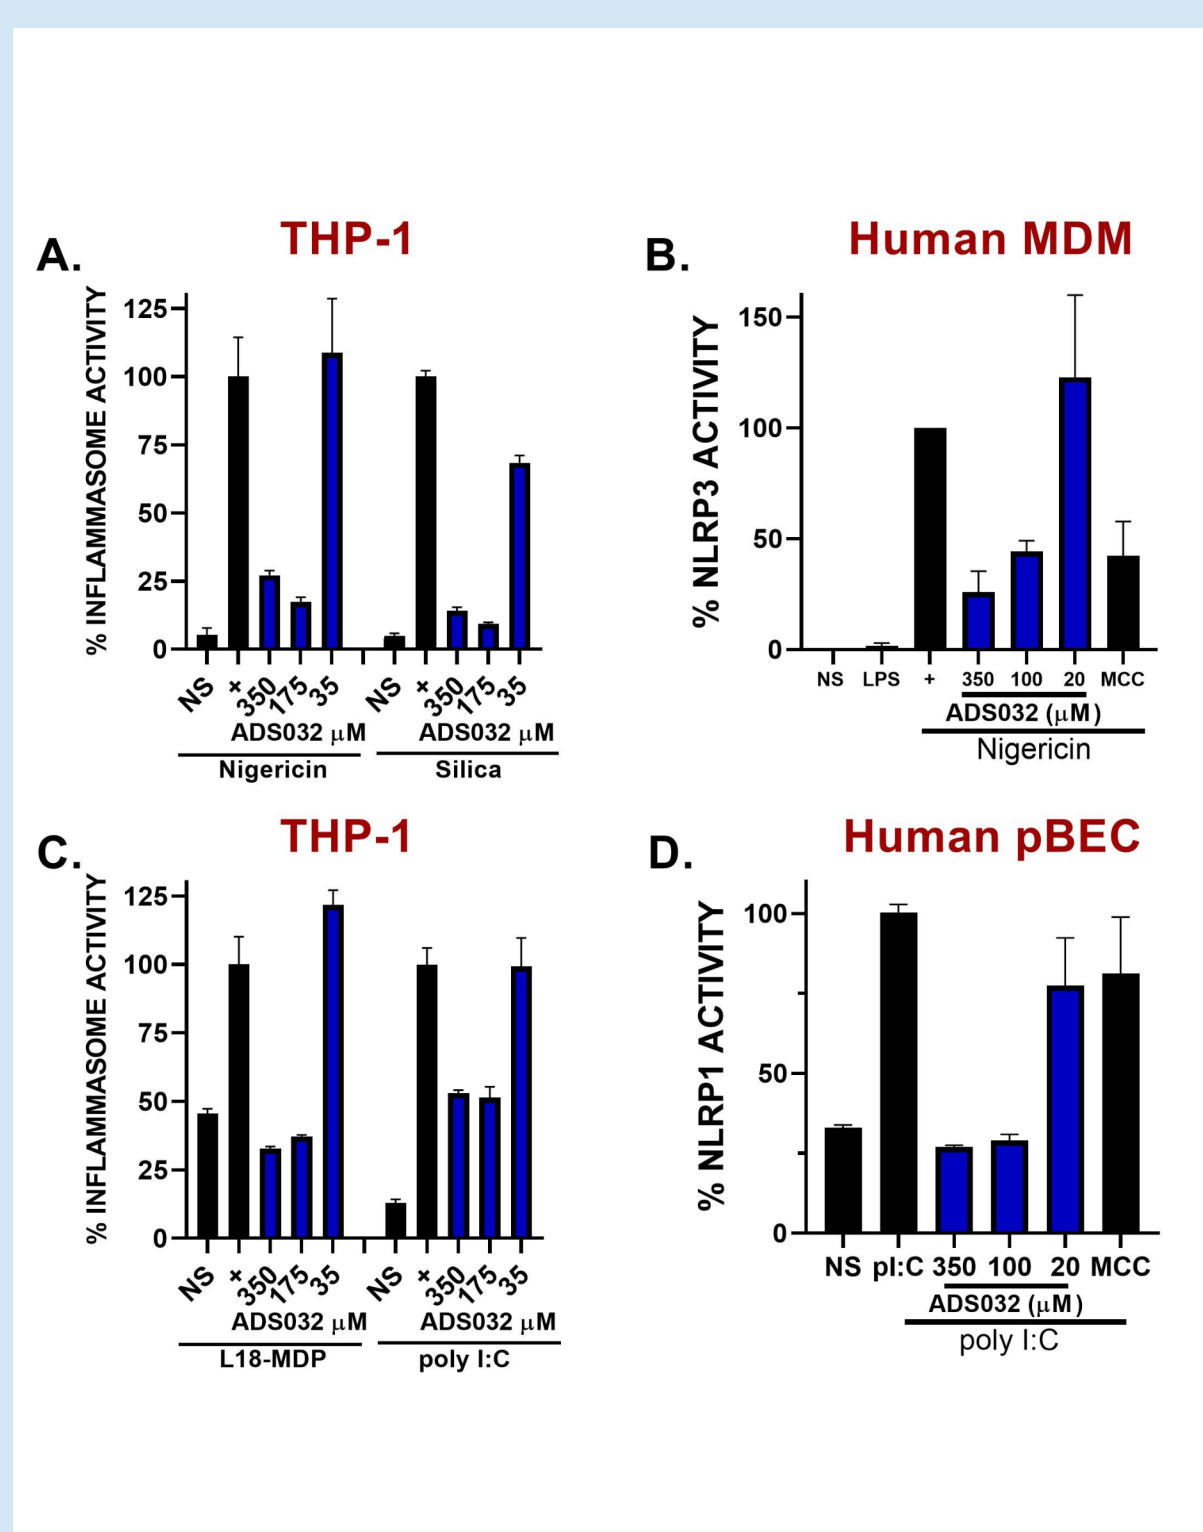 A.
THP-1
% INFLAMMASOME ACTIVITY
125
100
75
50
25
0
NS + 350 175 35 NS + 350 175 35
ADS032 μM ADS032 μM
Nigericin Silica
B.
Human MDM
% NLRP3 ACTIVITY
150
100
50
0
NS LPS + 350 100 20 MCC
ADS032 (μM)
Nigericin
C.
THP-1
% INFLAMMASOME ACTIVITY
125
100
75
50
25
0
NS + 350 175 35 NS + 350 175 35
ADS032 μM ADS032 μM
L18-MDP poly I:C
D.
Human pBEC
% NLRP1 ACTIVITY
100
50
0
NS pI:C 350 100 20 MCC
ADS032 (μM)
poly I:C